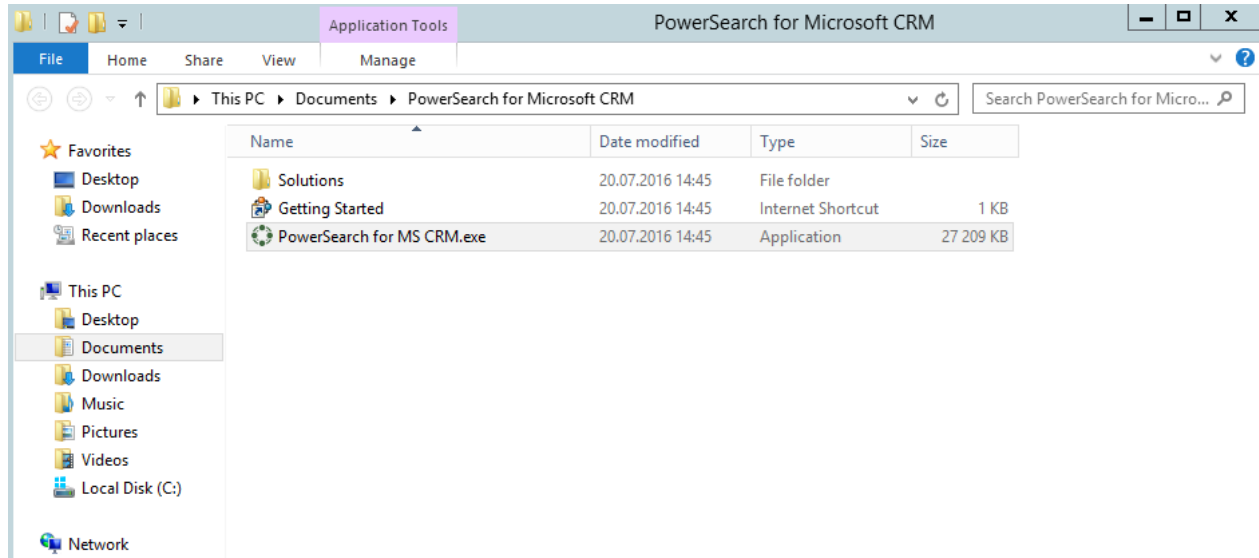 Application Tools PowerSearch for Microsoft CRM
File Home Share View Manage
This PC Documents PowerSearch for Microsoft CRM Search PowerSearch for Micro...
Name Date modified Type Size
Solutions 20.07.2016 14:45 File folder
Getting Started 20.07.2016 14:45 Internet Shortcut 1 KB
PowerSearch for MS CRM.exe 20.07.2016 14:45 Application 27 209 KB
Favorites
Desktop
Downloads
Recent places
This PC
Desktop
Documents
Downloads
Music
Pictures
Videos
Local Disk (C:)
Network